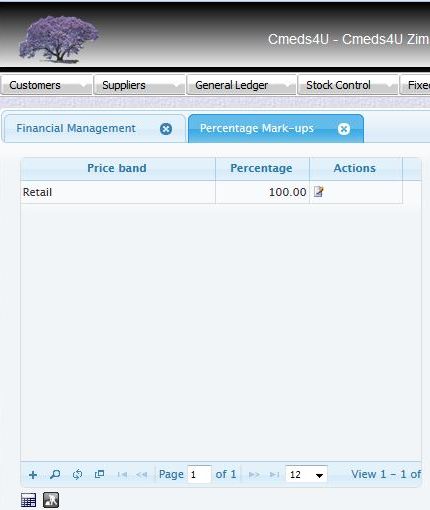 Cmeds4U - Cmeds4U Zim
Customers Suppliers General Ledger Stock Control Fixe
Financial Management Percentage Mark-ups
Price band Percentage Actions
Retail 100.00
Page 1 of 1 12 View 1 - 1 of